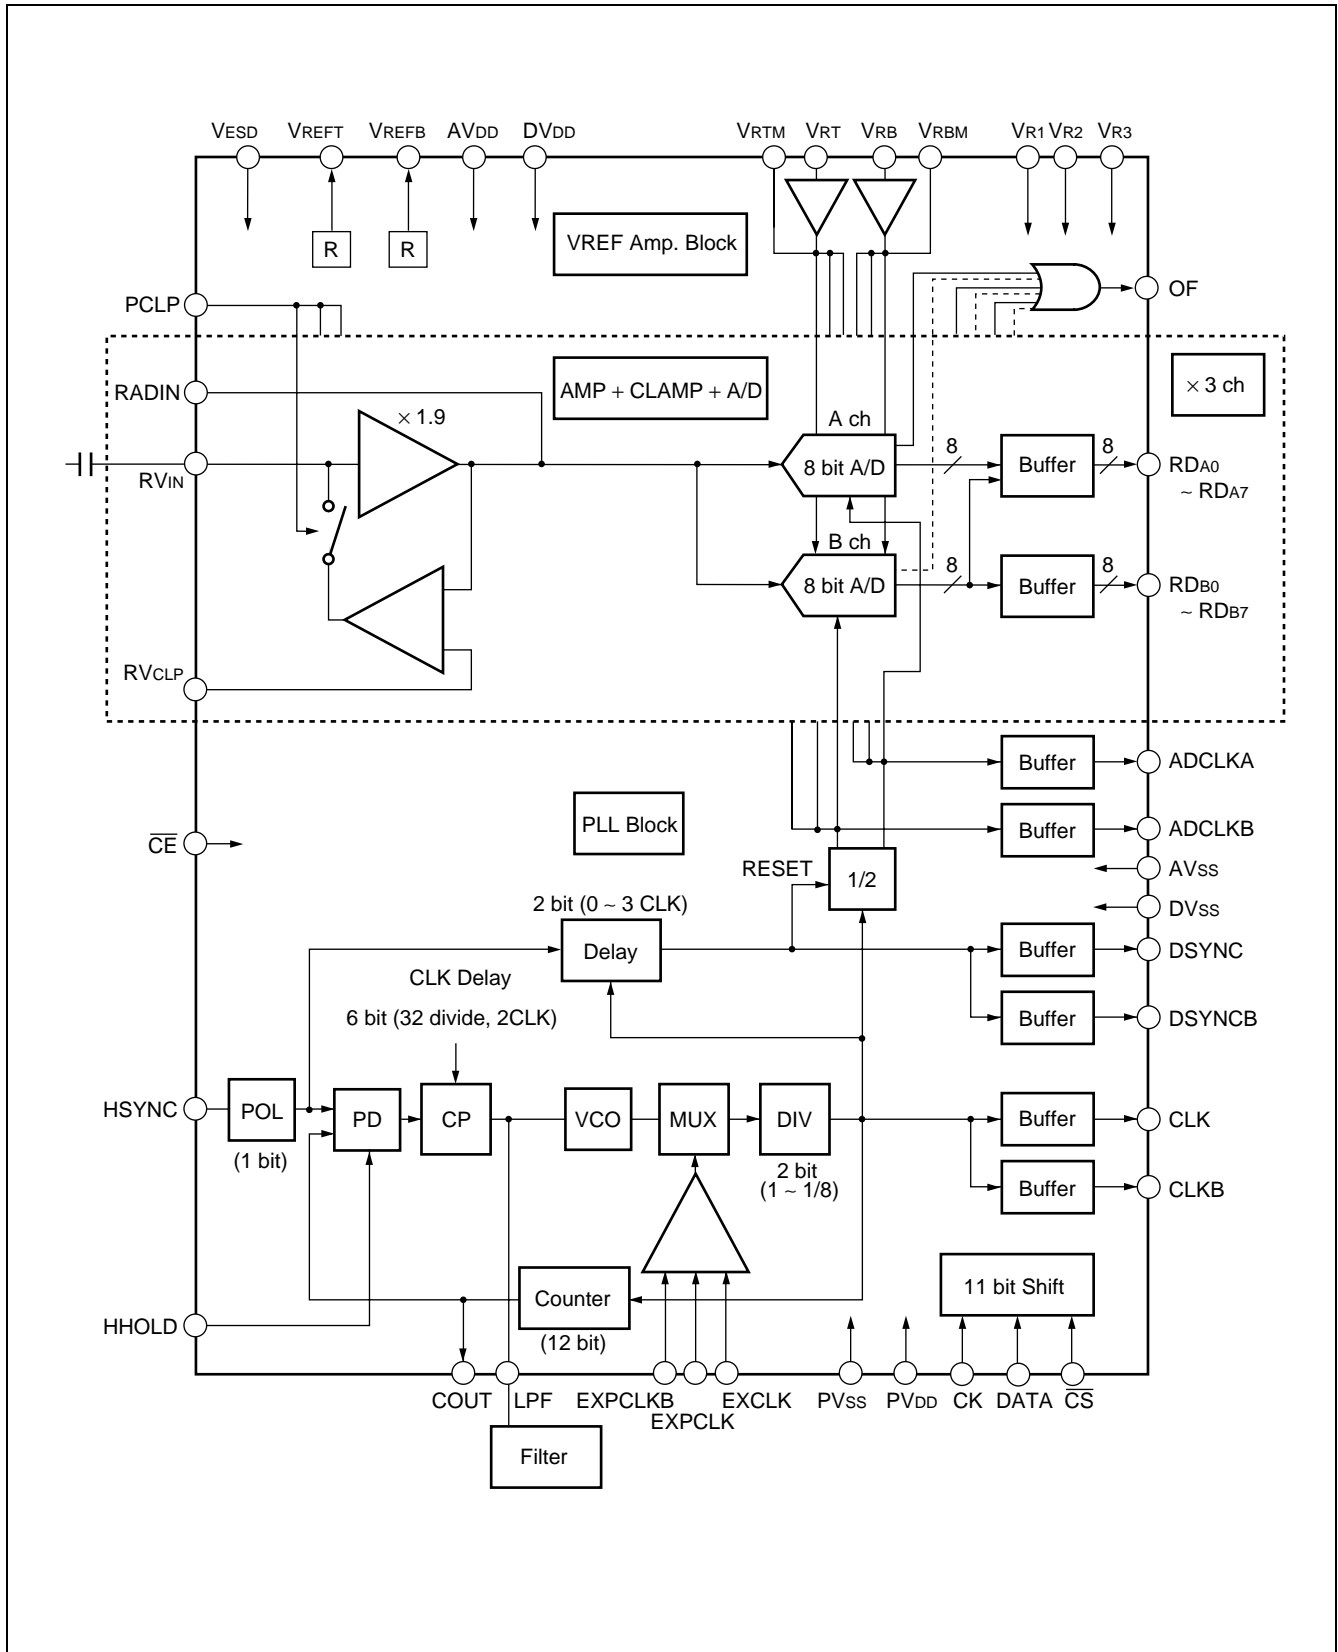 VESD VREFT VREFB AVDD DVDD VRTM VRT VRB VRBM VR1 VR2 VR3
R R
VREF Amp. Block
PCLP
OF
RADIN
AMP + CLAMP + A/D
× 3 ch
× 1.9
A ch
RVIN
8 bit A/D
8
Buffer
8
RDA0
~ RDA7
B ch
8 bit A/D
8
Buffer
8
RDB0
~ RDB7
RVCLP
Buffer
ADCLKA
PLL Block
Buffer
ADCLKB
CE
RESET
1/2
AVSS
DVSS
2 bit (0 ~ 3 CLK)
Delay
Buffer
DSYNC
CLK Delay
6 bit (32 divide, 2CLK)
Buffer
DSYNCB
HSYNC
POL
(1 bit)
PD
CP
VCO
MUX
DIV
2 bit
(1 ~ 1/8)
Buffer
CLK
Buffer
CLKB
Counter
(12 bit)
11 bit Shift
HHOLD
COUT LPF EXPCLKB EXPCLK EXCLK PVSS PVDD CK DATA CS
Filter